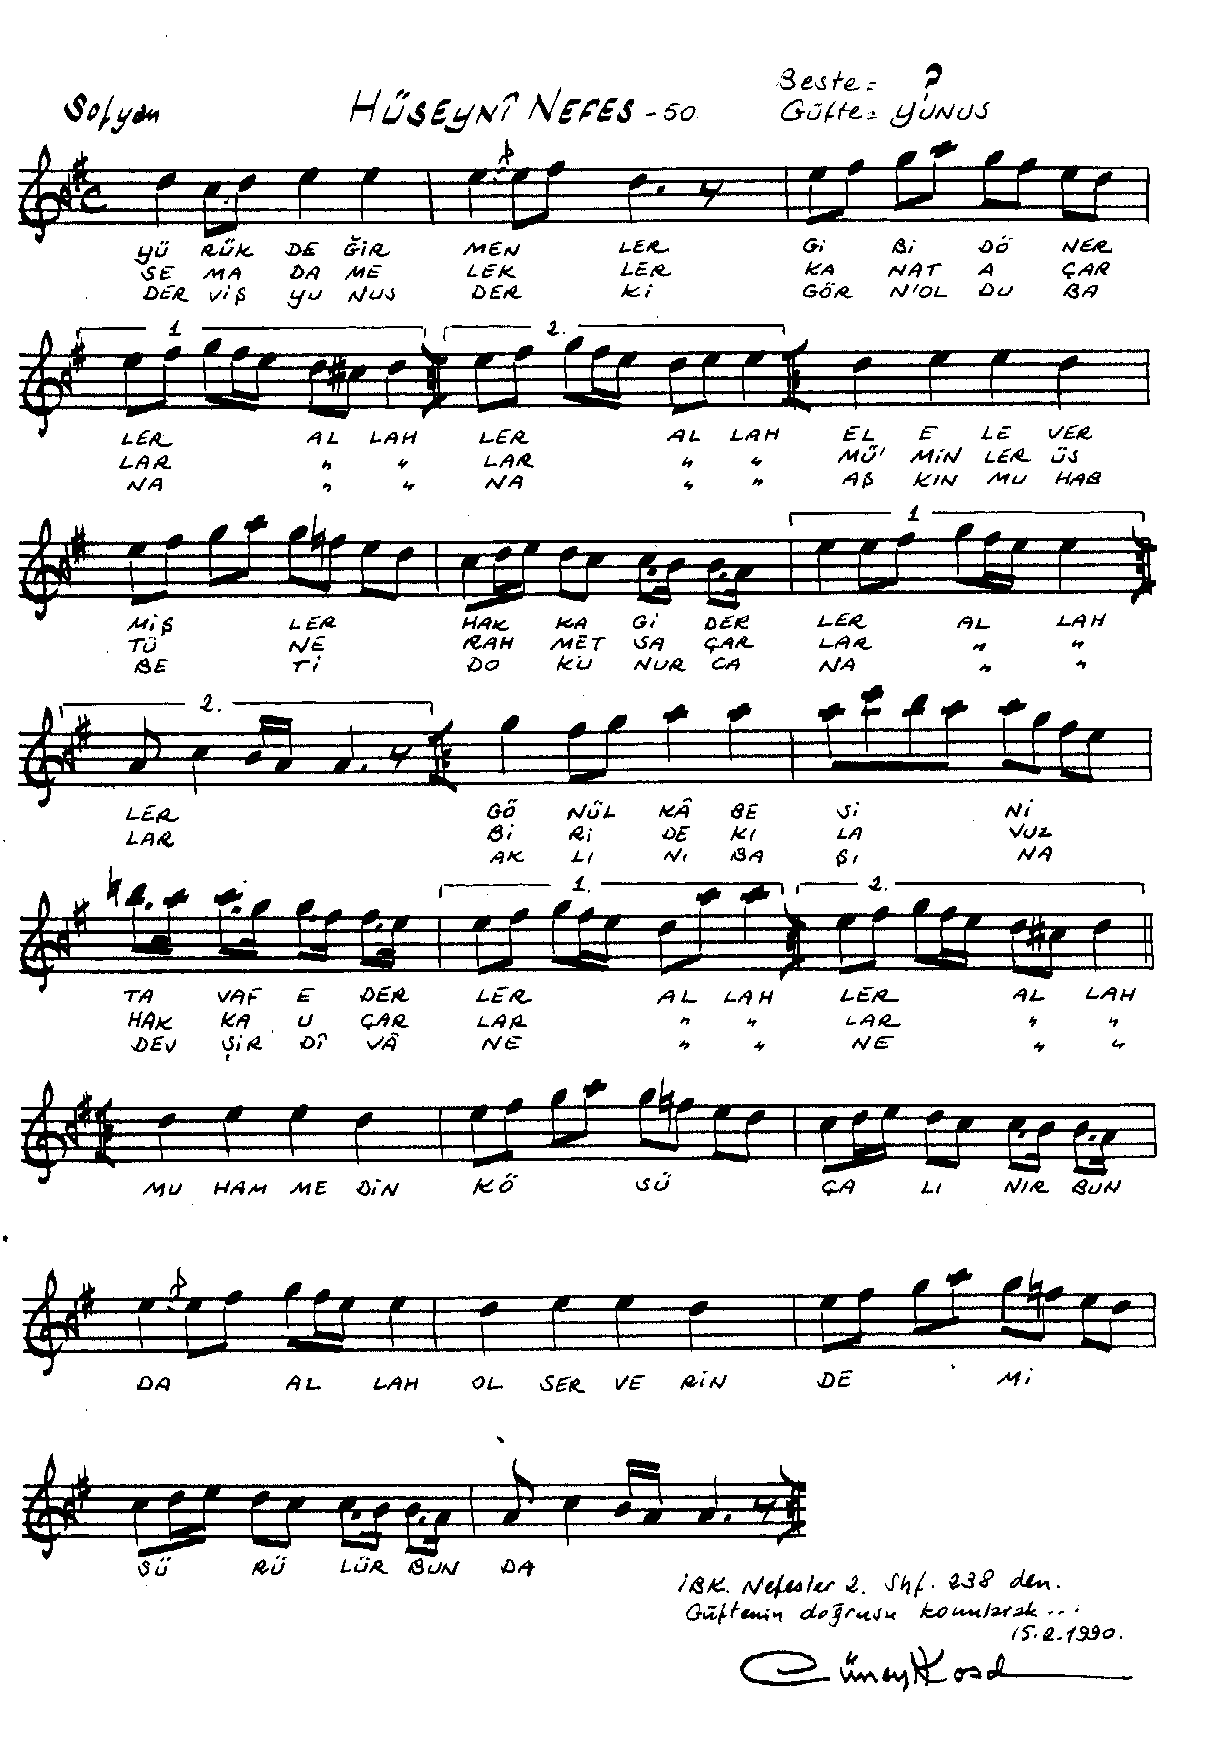 Sofyan
HÜSEYNÎ NEFES - 50
Beste = ?
Güfte = YUNUS
YÜ RÜK DE ĞİR MEN LER Gİ Bİ DÖ NER
SE MA DA ME LEK LER KA NAT A ÇAR
DER VİŞ YU NUS DER Kİ GÖR N'OL DU BA
1 2.
LER AL LAH LER AL LAH EL E LE VER
LAR " " LAR " " MÜ' MİN LER ÜS
NA " " NA " " AŞ KIN MU HAB
1
MİŞ LER HAK KA Gİ DER LER AL LAH
TÜ NE RAH MET SA ÇAR LAR " "
BE Tİ DO KU NUR CA NA " "
2.
LER GÖ NÜL KÂ BE Sİ Nİ
LAR Bİ Rİ DE KI LA VUZ
AK LI NI BA ŞI NA
1. 2.
TA VAF E DER LER AL LAH LER AL LAH
HAK KA U ÇAR LAR " " LAR " "
DEV ŞİR DÎ VÂ NE " " NE " "
MU HAM ME DİN KÖ SÜ ÇA LI NIR BUN
DA AL LAH OL SER VE RİN DE Mİ
SÜ RÜ LÜR BUN DA
İBK. Nefesler 2. Shf. 238 den.
Güftenin doğrusu konularak...
15.2.1990.
Cüneyt Kosal